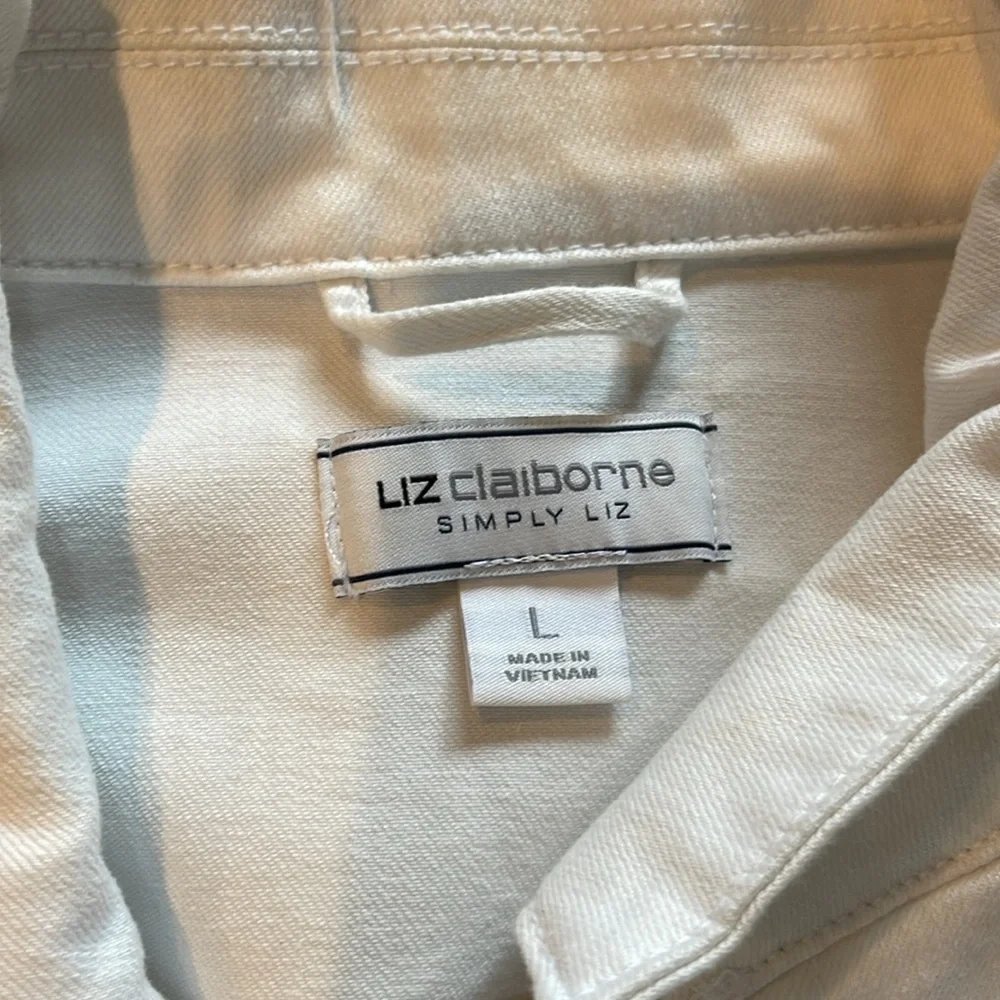 LIZ claiborne
SIMPLY LIZ
L
MADE IN
VIETNAM